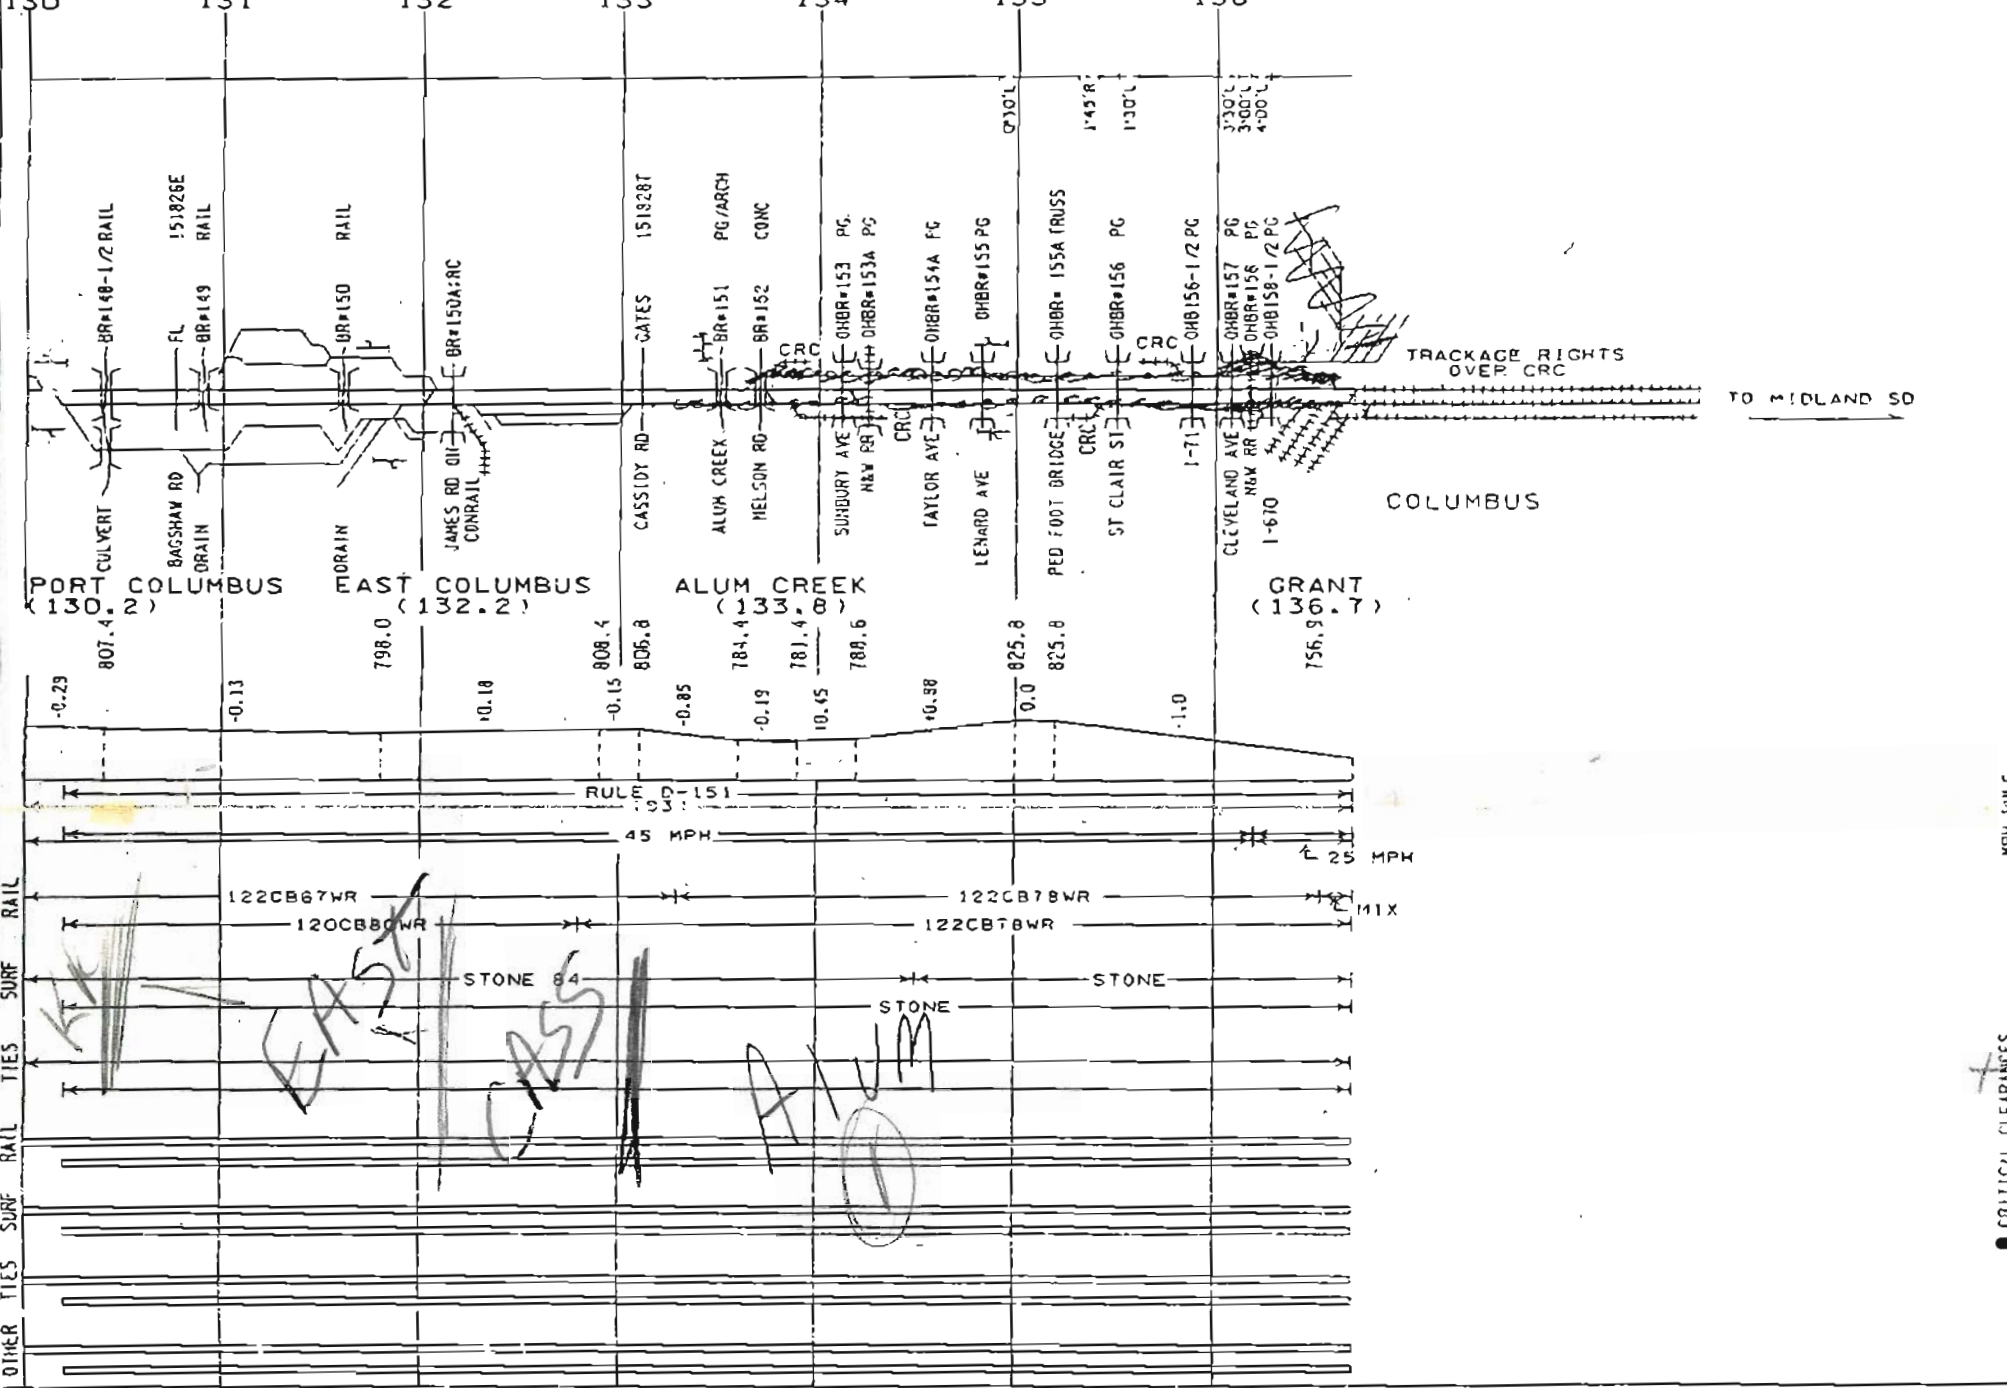 130 131 132 133 134 135 136
0°30'L
1°45'R
1°30'L
3°30'L
3°00'L
4°00'L
BR#148-1/2 RAIL
FL 151826E
BR#149 RAIL
BR#150 RAIL
BR#150A:RC
GATES 151828T
BR#151 PG/ARCH
BR#152 CONC
OHBR#153 PG.
OHBR#153A PG
OHBR#154A PG
OHBR#155 PG
OHBR# 155A TRUSS
OHBR#156 PG
OHB156-1/2 PG
OHBR#157 PG
OHBR#156 PG
OHB158-1/2 PG
CRC
CRC
CRC
CRC
TRACKAGE RIGHTS
OVER CRC
TO MIDLAND SD
CULVERT
BAGSHAW RD
DRAIN
DRAIN
JAMES RD OH
CONRAIL
CASSIDY RD
ALUM CREEK
NELSON RD
SUNBURY AVE
N&W RR
TAYLOR AVE
LENARD AVE
PED FOOT BRIDGE
ST CLAIR ST
I-71
CLEVELAND AVE
N&W RR
I-670
COLUMBUS
PORT COLUMBUS
(130.2)
EAST COLUMBUS
(132.2)
ALUM CREEK
(133.8)
GRANT
(136.7)
807.4
798.0
808.4
806.8
784.4
781.4
788.6
825.8
825.8
756.9
-0.29
-0.13
+0.18
-0.15
-0.85
-0.19
+0.45
+0.98
0.0
-1.0
RULE D-151
45 MPH
25 MPH
RAIL
122CB67WR
122CB78WR
MIX
120CB80WR
122CB78WR
SURF
STONE 84
STONE
STONE
TIES
EAST
CASS
AlUM
RAIL
SURF
TIES
OTHER
CRITICAL CLEARANCES